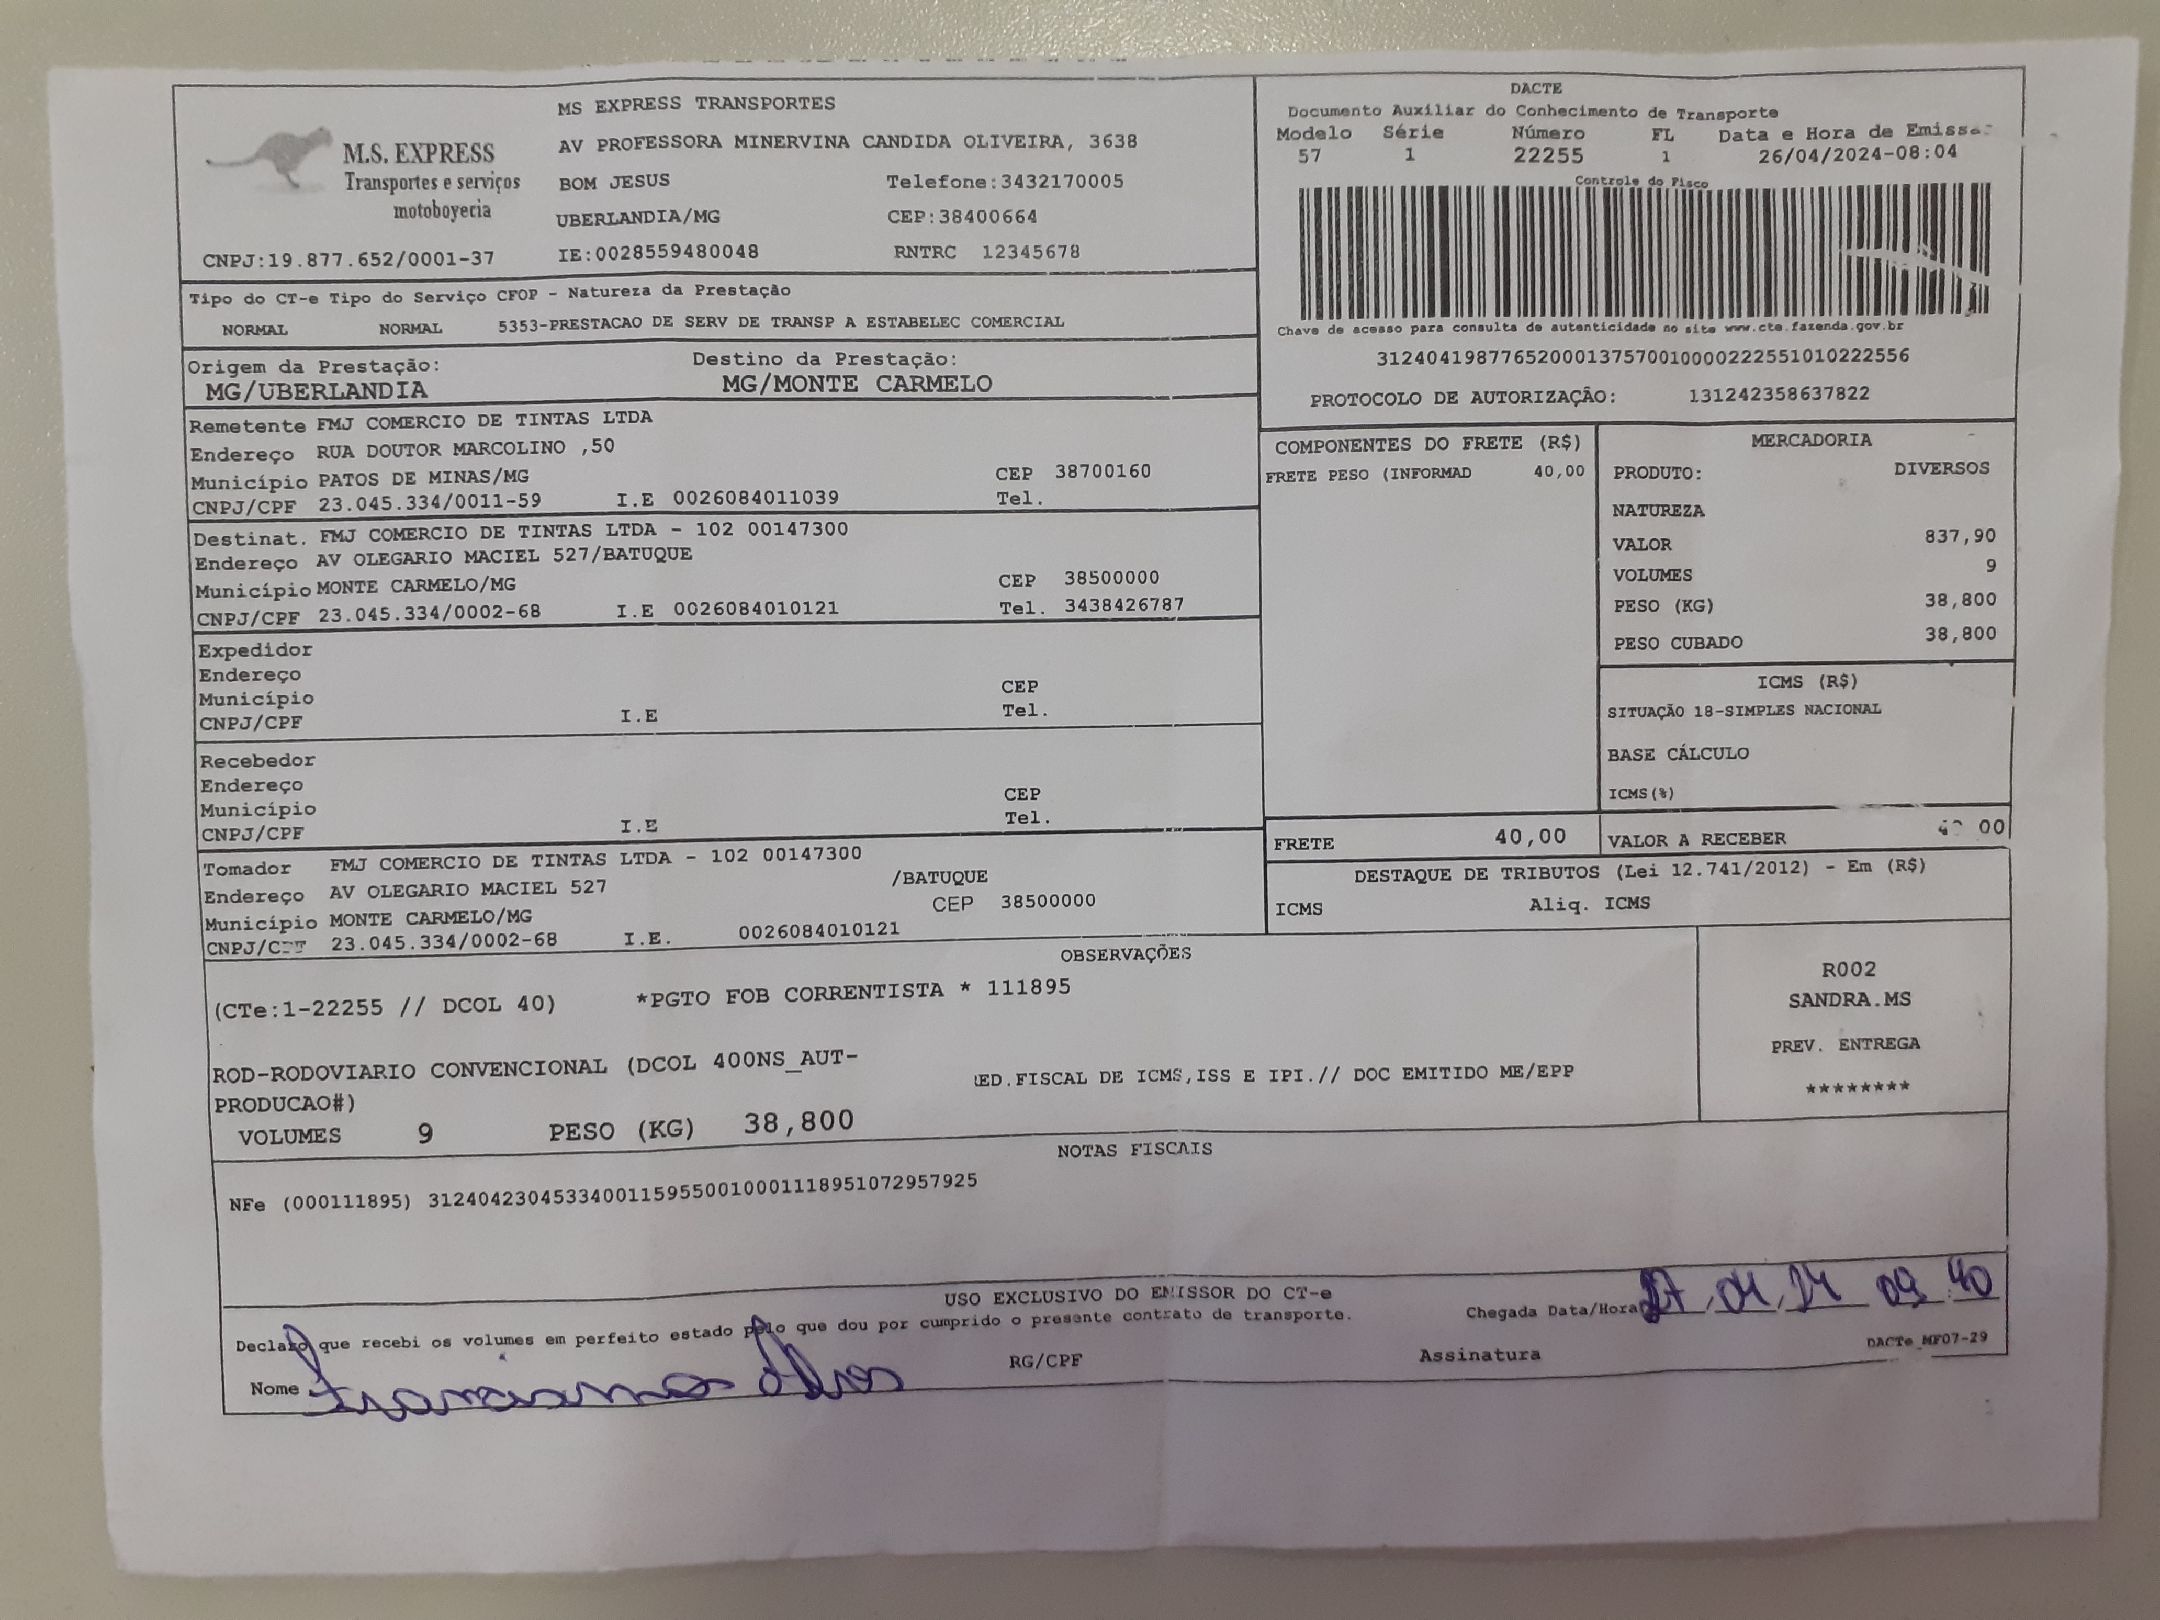 MS EXPRESS TRANSPORTES
AV PROFESSORA MINERVINA CANDIDA OLIVEIRA, 3638
BOM JESUS Telefone:3432170005
UBERLANDIA/MG CEP:38400664
IE:0028559480048 RNTRC 12345678
M.S. EXPRESS
Transportes e serviços
motoboyeria
CNPJ:19.877.652/0001-37
DACTE
Documento Auxiliar do Conhecimento de Transporte
Modelo Série Número FL Data e Hora de
57 1 22255 1 26/04/2024-08:04
Controle do Fisco
Chave de acesso para consulta de autenticidade no site www.cte.fazenda.gov.br
31240419877652000137570010000222551010222556
PROTOCOLO DE AUTORIZAÇÃO: 131242358637822
Tipo do CT-e Tipo do Serviço CFOP - Natureza da Prestação
NORMAL NORMAL 5353-PRESTACAO DE SERV DE TRANSP A ESTABELEC COMERCIAL
Origem da Prestação: Destino da Prestação:
MG/UBERLANDIA MG/MONTE CARMELO
Remetente FMJ COMERCIO DE TINTAS LTDA
Endereço RUA DOUTOR MARCOLINO ,50
Município PATOS DE MINAS/MG CEP 38700160
CNPJ/CPF 23.045.334/0011-59 I.E 0026084011039 Tel.
Destinat. FMJ COMERCIO DE TINTAS LTDA - 102 00147300
Endereço AV OLEGARIO MACIEL 527/BATUQUE
Município MONTE CARMELO/MG CEP 38500000
CNPJ/CPF 23.045.334/0002-68 I.E 0026084010121 Tel. 3438426787
Expedidor
Endereço
Município CEP
CNPJ/CPF I.E Tel.
Recebedor
Endereço
Município CEP
CNPJ/CPF I.E Tel.
Tomador FMJ COMERCIO DE TINTAS LTDA - 102 00147300
Endereço AV OLEGARIO MACIEL 527 /BATUQUE
Município MONTE CARMELO/MG CEP 38500000
23.045.334/0002-68 I.E. 0026084010121
COMPONENTES DO FRETE (R$)
FRETE PESO (INFORMAD 40,00
MERCADORIA
PRODUTO: DIVERSOS
NATUREZA
VALOR 837,90
VOLUMES 9
PESO (KG) 38,800
PESO CUBADO 38,800
ICMS (R$)
SITUAÇÃO 18-SIMPLES NACIONAL
BASE CÁLCULO
ICMS(%)
FRETE 40,00 VALOR A RECEBER
DESTAQUE DE TRIBUTOS (Lei 12.741/2012) - Em (R$)
ICMS Aliq. ICMS
OBSERVAÇÕES
(CTe:1-22255 // DCOL 40) *PGTO FOB CORRENTISTA * 111895
ROD-RODOVIARIO CONVENCIONAL (DCOL 400NS_AUT-
PRODUCAO#)
ED.FISCAL DE ICMS,ISS E IPI.// DOC EMITIDO ME/EPP
VOLUMES 9 PESO (KG) 38,800
R002
SANDRA.MS
PREV. ENTREGA
********
NOTAS FISCAIS
NFe (000111895) 31240423045334001159550010001118951072957925
USO EXCLUSIVO DO EMISSOR DO CT-e
Declaro que recebi os volumes em perfeito estado pelo que dou por cumprido o presente contrato de transporte.
Chegada Data/Hora 27 04 24 09 40
Nome RG/CPF Assinatura
DACTe_MF07-29